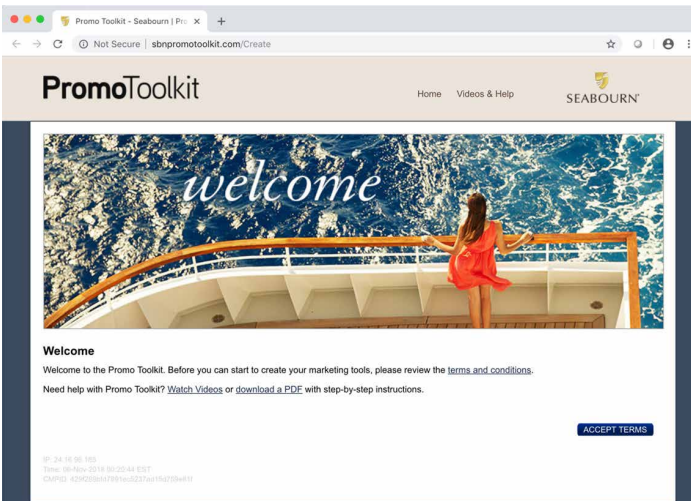 Promo Toolkit - Seabourn | Pro
Not Secure | sbnpromotoolkit.com/Create
PromoToolkit
Home Videos & Help
SEABOURN®
welcome
Welcome
Welcome to the Promo Toolkit. Before you can start to create your marketing tools, please review the terms and conditions.
Need help with Promo Toolkit? Watch Videos or download a PDF with step-by-step instructions.
ACCEPT TERMS